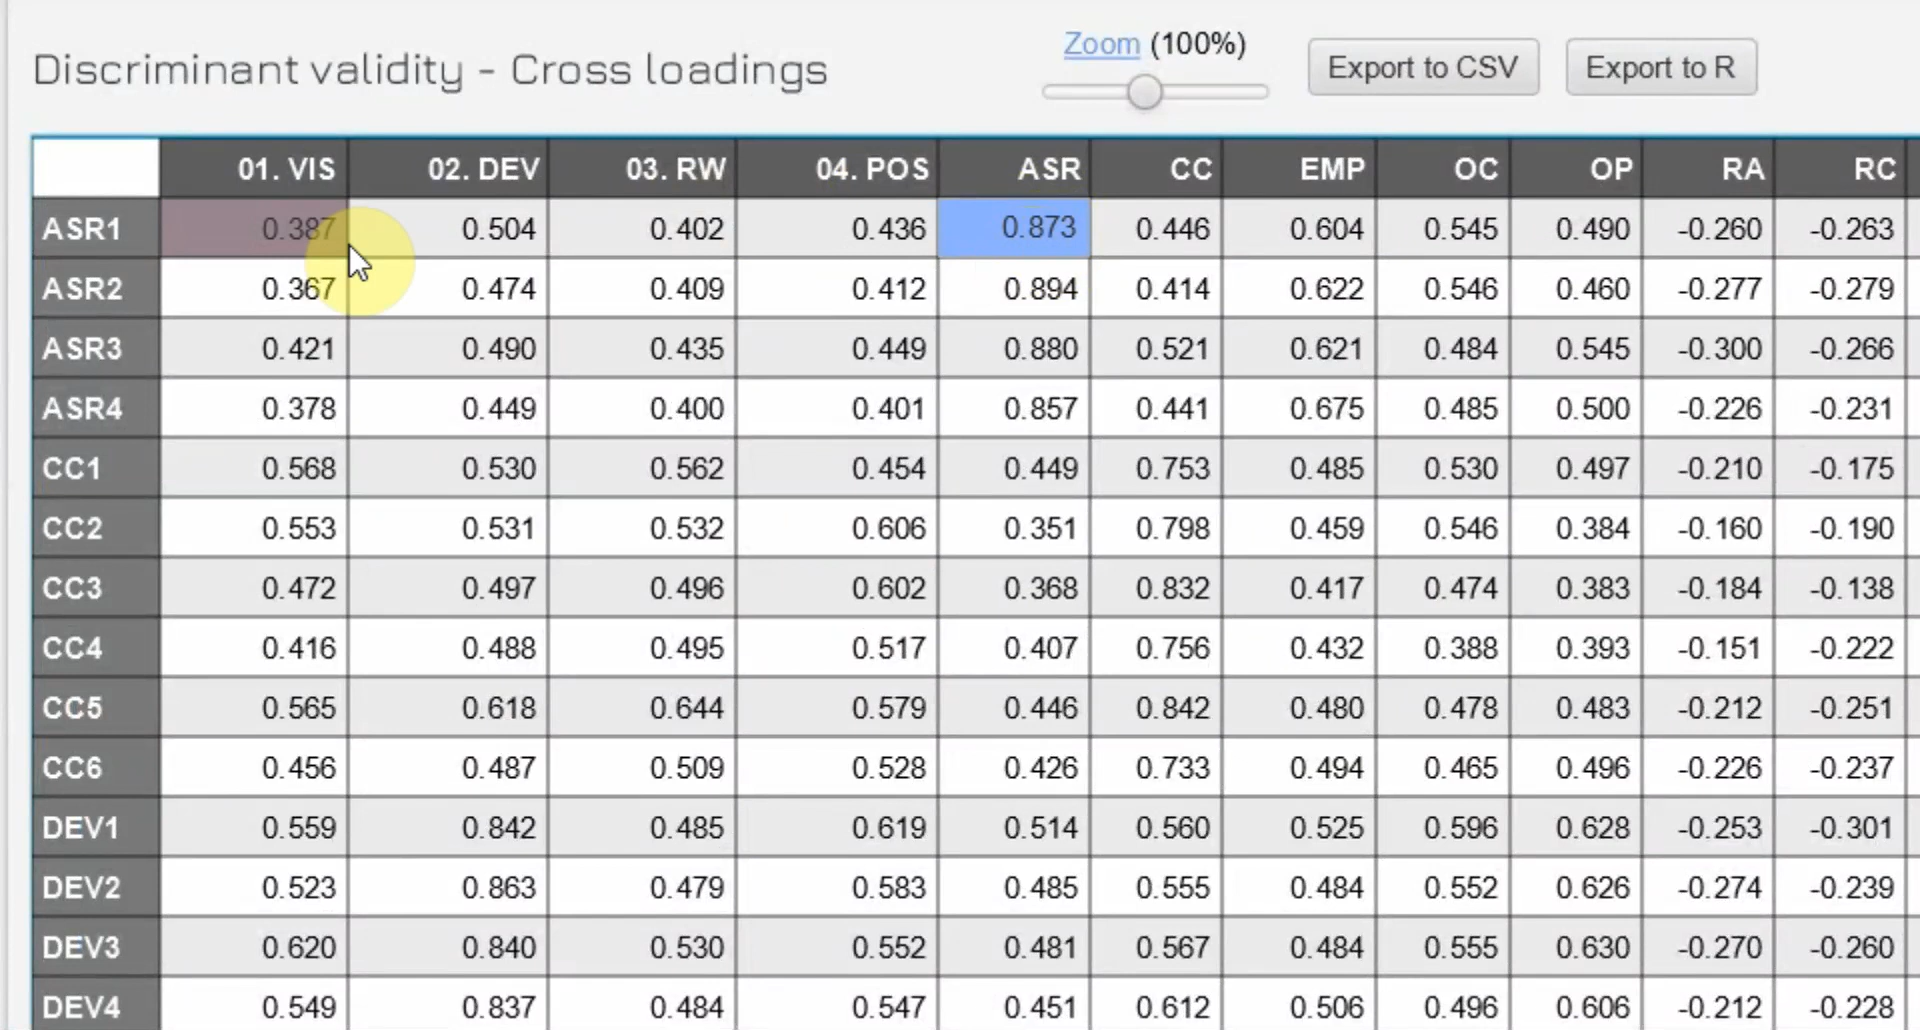 Discriminant validity - Cross loadings
Zoom (100%)
Export to CSV
Export to R
01. VIS 02. DEV 03. RW 04. POS ASR CC EMP OC OP RA RC
ASR1 0.387 0.504 0.402 0.436 0.873 0.446 0.604 0.545 0.490 -0.260 -0.263
ASR2 0.367 0.474 0.409 0.412 0.894 0.414 0.622 0.546 0.460 -0.277 -0.279
ASR3 0.421 0.490 0.435 0.449 0.880 0.521 0.621 0.484 0.545 -0.300 -0.266
ASR4 0.378 0.449 0.400 0.401 0.857 0.441 0.675 0.485 0.500 -0.226 -0.231
CC1 0.568 0.530 0.562 0.454 0.449 0.753 0.485 0.530 0.497 -0.210 -0.175
CC2 0.553 0.531 0.532 0.606 0.351 0.798 0.459 0.546 0.384 -0.160 -0.190
CC3 0.472 0.497 0.496 0.602 0.368 0.832 0.417 0.474 0.383 -0.184 -0.138
CC4 0.416 0.488 0.495 0.517 0.407 0.756 0.432 0.388 0.393 -0.151 -0.222
CC5 0.565 0.618 0.644 0.579 0.446 0.842 0.480 0.478 0.483 -0.212 -0.251
CC6 0.456 0.487 0.509 0.528 0.426 0.733 0.494 0.465 0.496 -0.226 -0.237
DEV1 0.559 0.842 0.485 0.619 0.514 0.560 0.525 0.596 0.628 -0.253 -0.301
DEV2 0.523 0.863 0.479 0.583 0.485 0.555 0.484 0.552 0.626 -0.274 -0.239
DEV3 0.620 0.840 0.530 0.552 0.481 0.567 0.484 0.555 0.630 -0.270 -0.260
DEV4 0.549 0.837 0.484 0.547 0.451 0.612 0.506 0.496 0.606 -0.212 -0.228